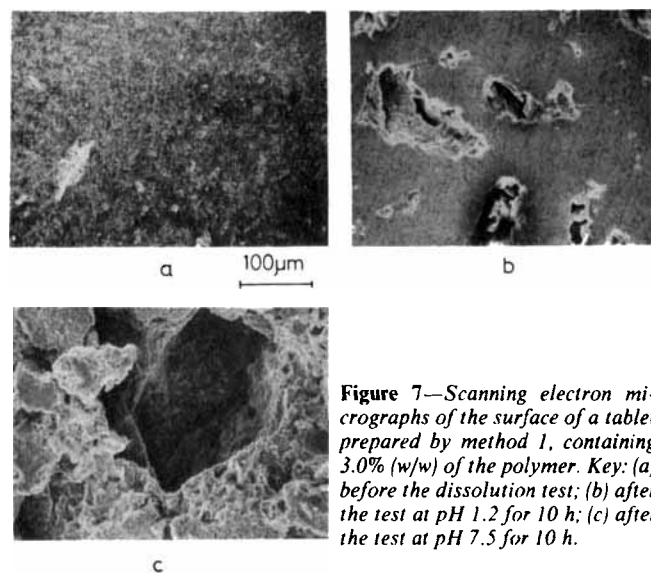 a
100μm
b
c
Figure 7—Scanning electron mi-
crographs of the surface of a table
prepared by method 1, containing
3.0% (w/w) of the polymer. Key: (a
before the dissolution test; (b) afte
the test at pH 1.2 for 10 h; (c) afte
the test at pH 7.5 for 10 h.